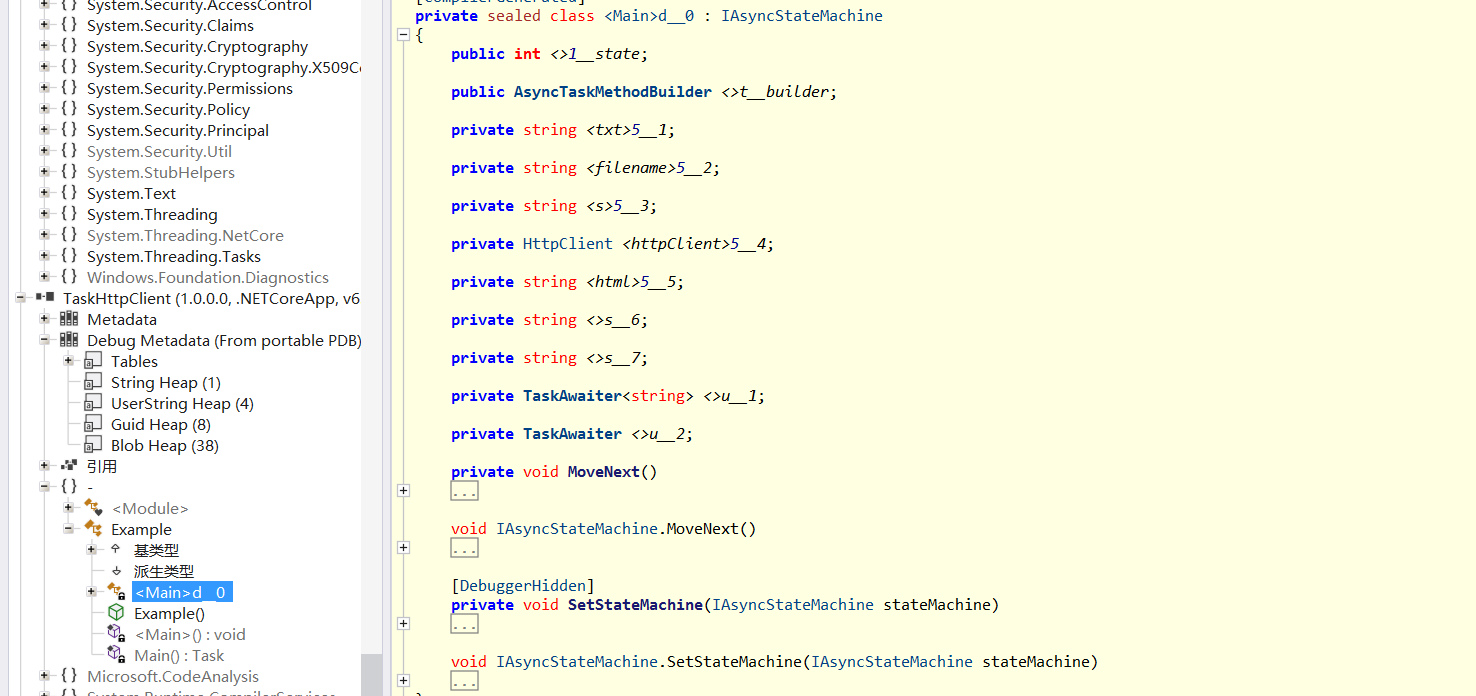 System.Security.AccessControl
System.Security.Claims
System.Security.Cryptography
System.Security.Cryptography.X509C
System.Security.Permissions
System.Security.Policy
System.Security.Principal
System.Security.Util
System.StubHelpers
System.Text
System.Threading
System.Threading.NetCore
System.Threading.Tasks
Windows.Foundation.Diagnostics
TaskHttpClient (1.0.0.0, .NETCoreApp, v6
Metadata
Debug Metadata (From portable PDB)
Tables
String Heap (1)
UserString Heap (4)
Guid Heap (8)
Blob Heap (38)
引用
{ } -
<Module>
Example
基类型
派生类型
<Main>d__0
Example()
<Main>() : void
Main() : Task
Microsoft.CodeAnalysis
System.Runtime.CompilerServices
[CompilerGenerated]
private sealed class <Main>d__0 : IAsyncStateMachine
{
public int <>1__state;
public AsyncTaskMethodBuilder <>t__builder;
private string <txt>5__1;
private string <filename>5__2;
private string <s>5__3;
private HttpClient <httpClient>5__4;
private string <html>5__5;
private string <>s__6;
private string <>s__7;
private TaskAwaiter<string> <>u__1;
private TaskAwaiter <>u__2;
private void MoveNext()
...
void IAsyncStateMachine.MoveNext()
...
[DebuggerHidden]
private void SetStateMachine(IAsyncStateMachine stateMachine)
...
void IAsyncStateMachine.SetStateMachine(IAsyncStateMachine stateMachine)
...